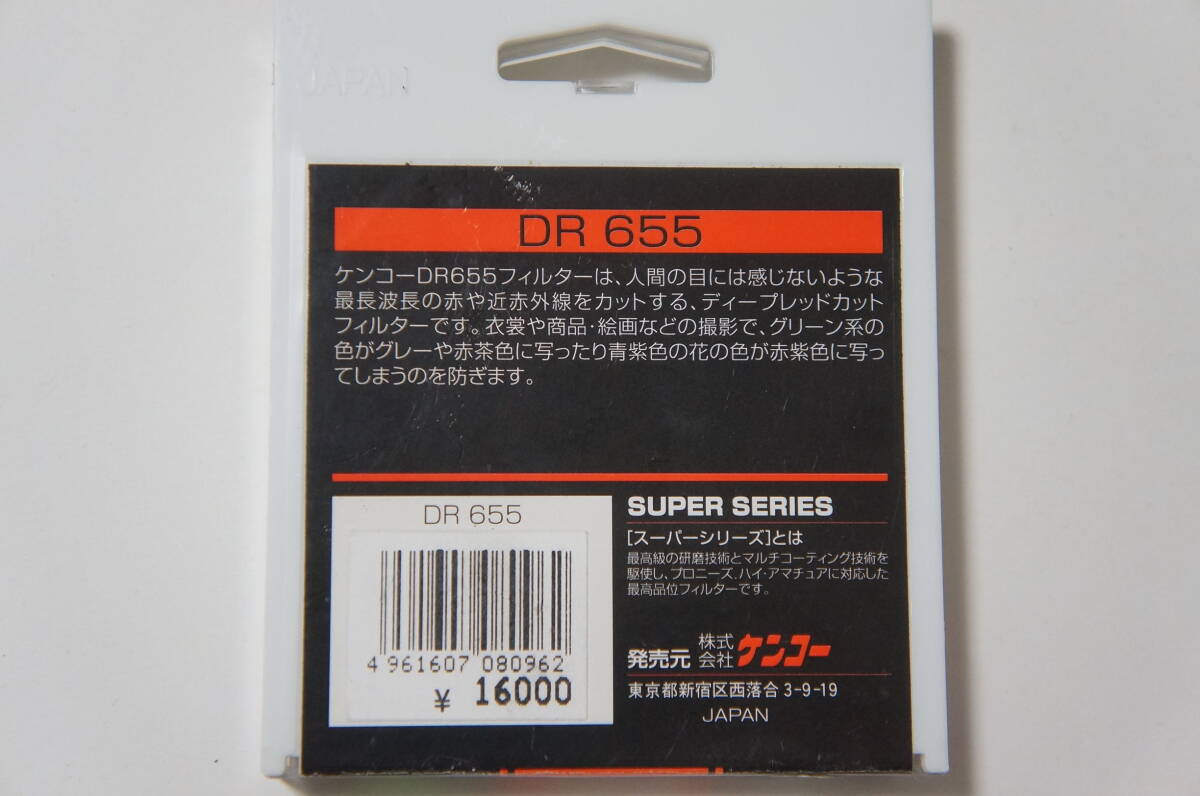 JAPAN
DR 655
ケンコーDR655フィルターは、人間の目には感じないような
最長波長の赤や近赤外線をカットする、ディープレッドカット
フィルターです。衣裳や商品・絵画などの撮影で、グリーン系の
色がグレーや赤茶色に写ったり青紫色の花の色が赤紫色に写っ
てしまうのを防ぎます。
DR 655
4 961607 080962
¥ 16000
SUPER SERIES
[スーパーシリーズ]とは
最高級の研磨技術とマルチコーティング技術を
駆使し、プロニーズ、ハイ・アマチュアに対応した
最高品位フィルターです。
発売元 株式会社 ケンコー
東京都新宿区西落合 3-9-19
JAPAN